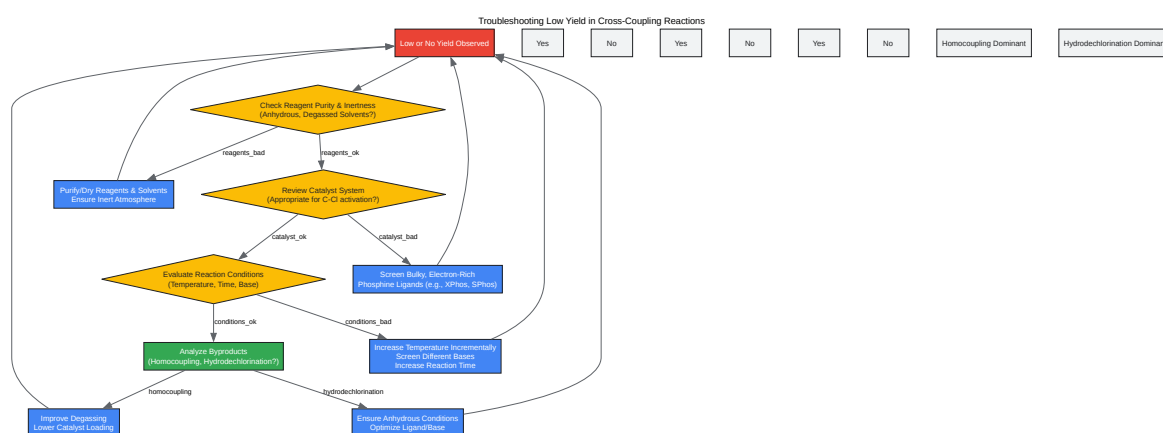 Troubleshooting Low Yield in Cross-Coupling Reactions
Low or No Yield Observed
Yes
No
Yes
No
Yes
No
Homocoupling Dominant
Hydrodechlorination Dominan
Check Reagent Purity & Inertness
(Anhydrous, Degassed Solvents?)
reagents_bad
reagents_ok
Purify/Dry Reagents & Solvents
Ensure Inert Atmosphere
Review Catalyst System
(Appropriate for C-Cl activation?)
catalyst_ok
catalyst_bad
Evaluate Reaction Conditions
(Temperature, Time, Base)
Screen Bulky, Electron-Rich
Phosphine Ligands (e.g., XPhos, SPhos)
conditions_ok
conditions_bad
Analyze Byproducts
(Homocoupling, Hydrodechlorination?)
Increase Temperature Incrementally
Screen Different Bases
Increase Reaction Time
homocoupling
hydrodechlorination
Improve Degassing
Lower Catalyst Loading
Ensure Anhydrous Conditions
Optimize Ligand/Base